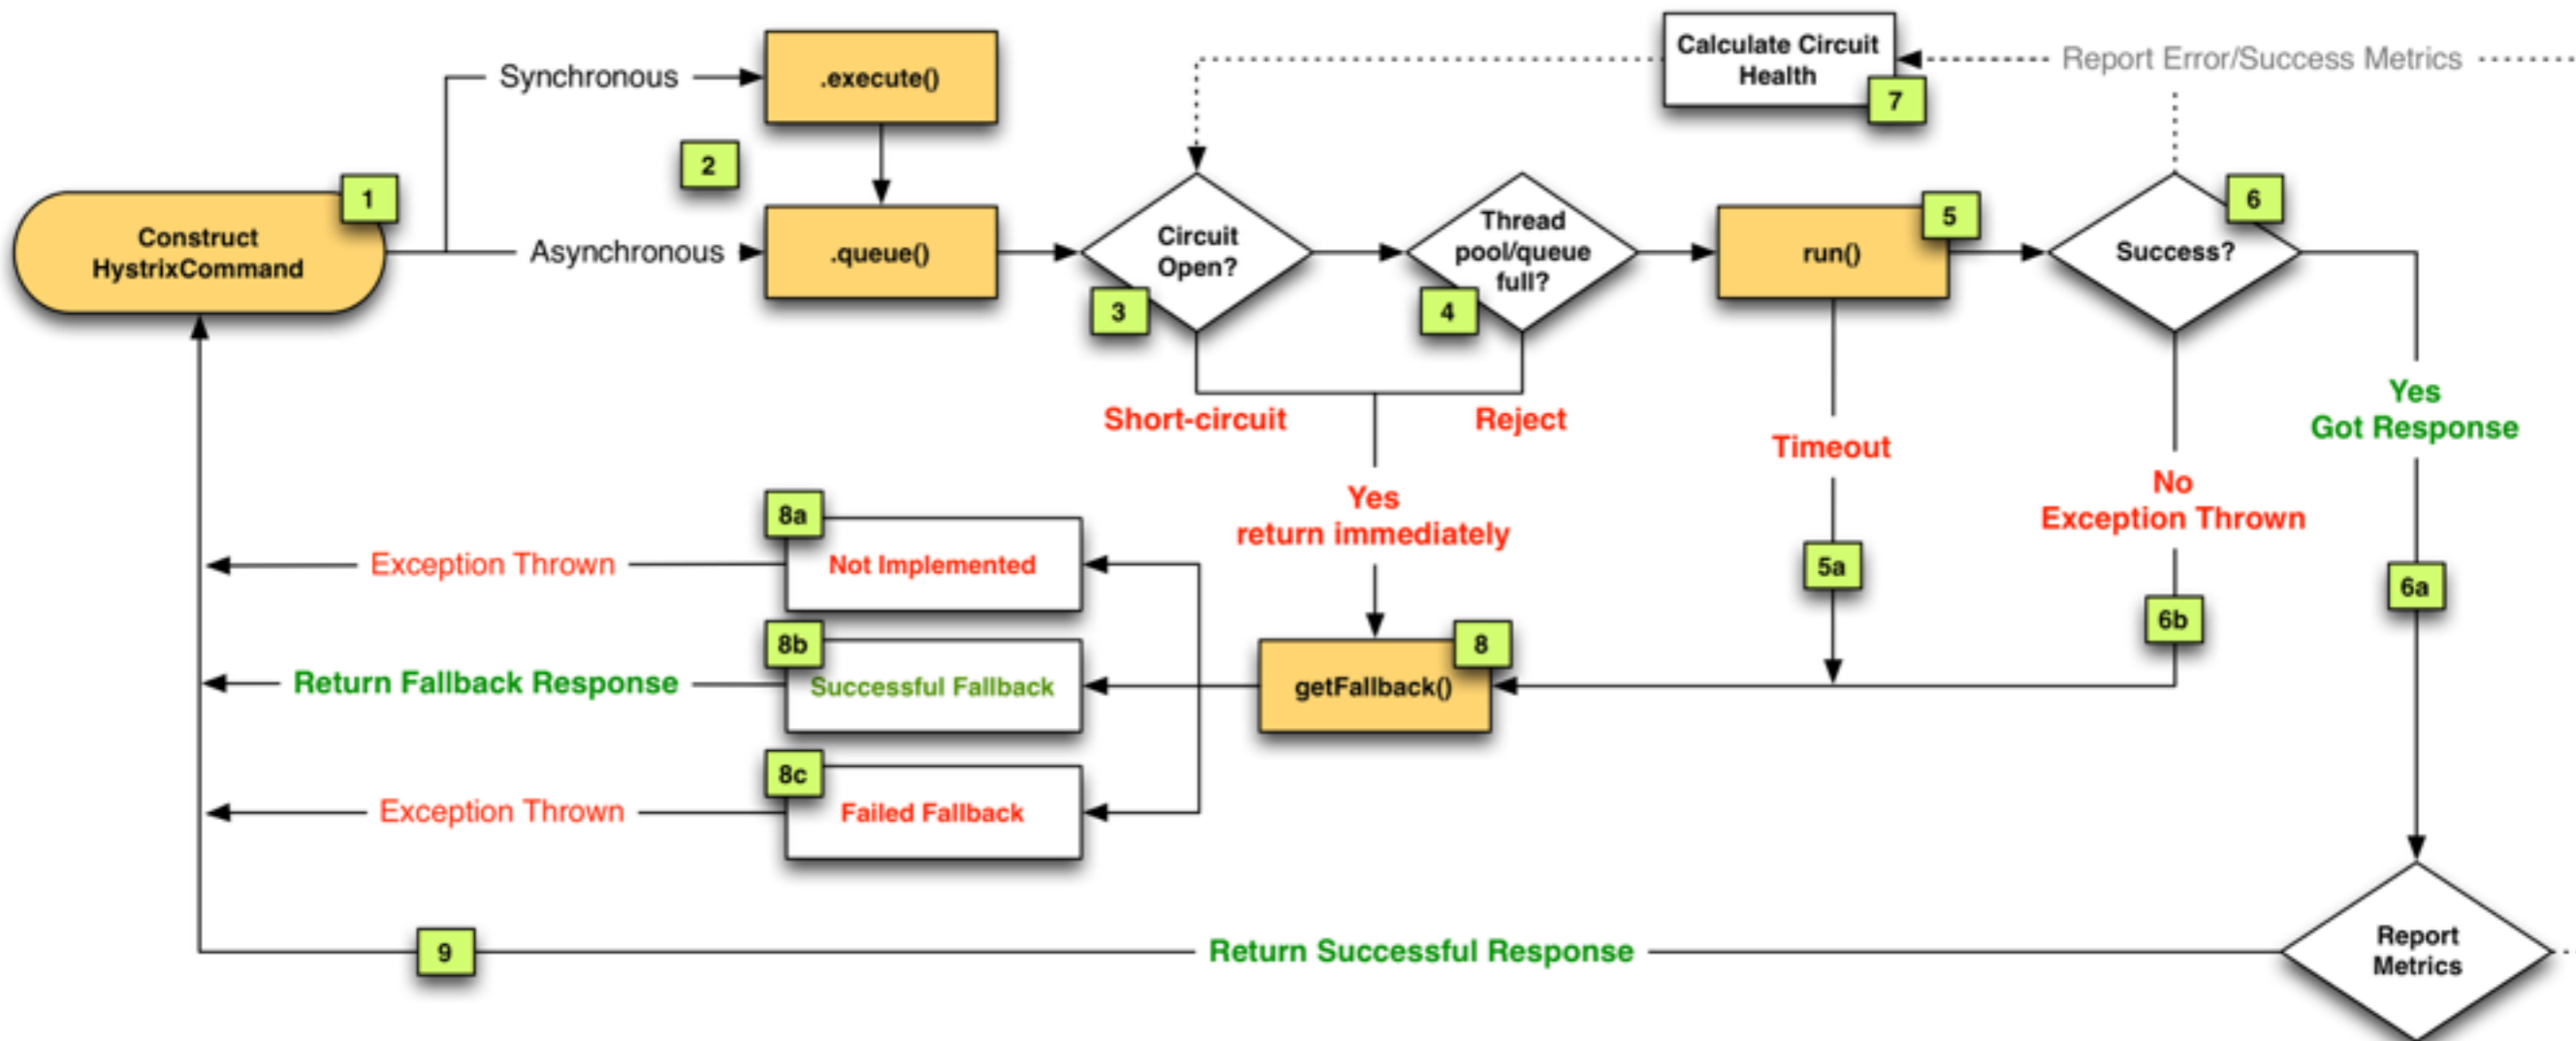 Calculate Circuit
Health
7
Report Error/Success Metrics
Synchronous
.execute()
2
1
Construct
HystrixCommand
Asynchronous
.queue()
Circuit
Open?
3
Thread
pool/queue
full?
4
run()
5
Success?
6
Short-circuit
Reject
Yes
return immediately
Timeout
5a
No
Exception Thrown
6b
Yes
Got Response
6a
8a
Exception Thrown
Not Implemented
8b
Return Fallback Response
Successful Fallback
getFallback()
8
8c
Exception Thrown
Failed Fallback
9
Return Successful Response
Report
Metrics